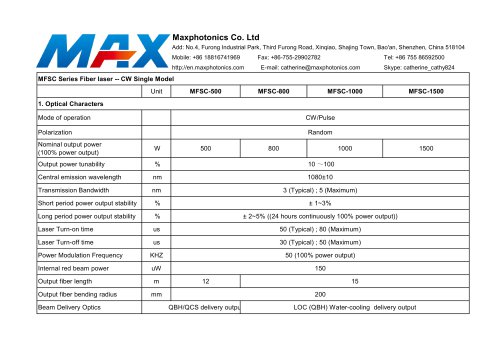 MAX
Maxphotonics Co. Ltd
Add: No.4, Furong Industrial Park, Third Furong Road, Xinqiao, Shajing Town, Bao'an, Shenzhen, China 518104
Mobile: +86 18816741969 Fax: +86-755-29902782 Tel: +86 755 86592500
http://en.maxphotonics.com E-mail: catherine@maxphotonics.com Skype: catherine_cathy824
MFSC Series Fiber laser -- CW Single Model
Unit MFSC-500 MFSC-800 MFSC-1000 MFSC-1500
1. Optical Characters
Mode of operation CW/Pulse
Polarization Random
Nominal output power
(100% power output) W 500 800 1000 1500
Output power tunability % 10 ～100
Central emission wavelength nm 1080±10
Transmission Bandwidth nm 3 (Typical) ; 5 (Maximum)
Short period power output stability % ± 1~3%
Long period power output stability % ± 2~5% ((24 hours continuously 100% power output))
Laser Turn-on time us 50 (Typical) ; 80 (Maximum)
Laser Turn-off time us 30 (Typical) ; 50 (Maximum)
Power Modulation Frequency KHZ 50 (100% power output)
Internal red beam power uW 150
Output fiber length m 12 15
Output fiber bending radius mm 200
Beam Delivery Optics QBH/QCS delivery outpu LOC (QBH) Water-cooling delivery output